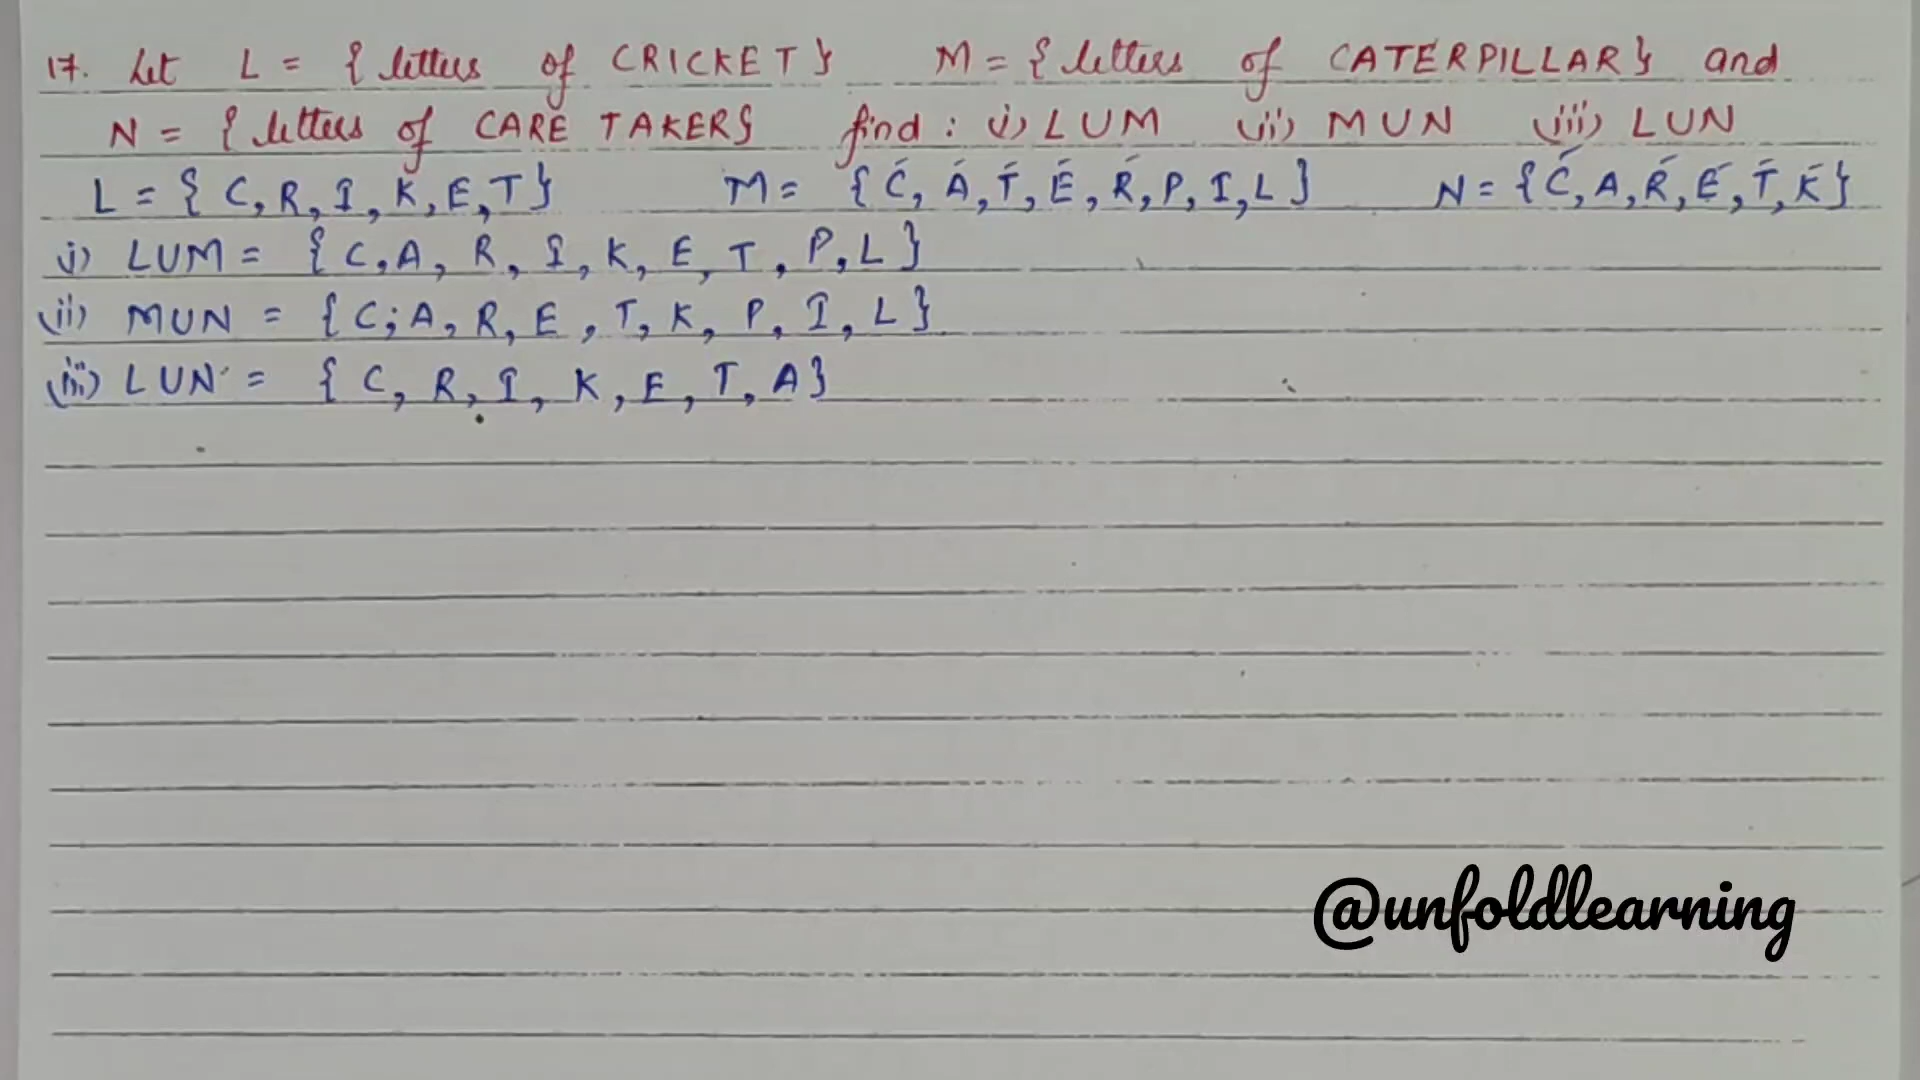 17. Let L = { letters of CRICKET } M = { letters of CATERPILLAR } and
N = { letters of CARE TAKER} find : i) LUM (ii) MUN (iii) LUN
L = { C, R, I, K, E, T } M = { C, A, T, E, R, P, I, L } N = { C, A, R, E, T, K }
i) LUM = { C, A, R, I, K, E, T, P, L }
(ii) MUN = { C, A, R, E, T, K, P, I, L }
(iii) LUN = { C, R, I, K, E, T, A }
@unfoldlearning